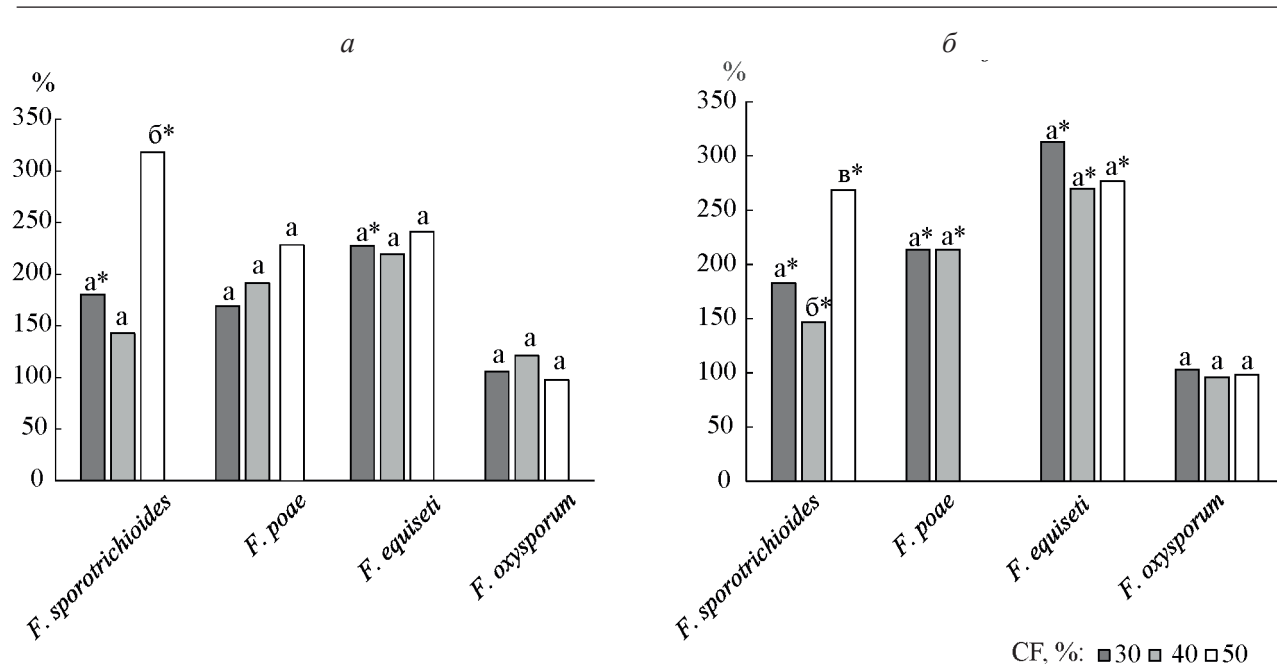 а
%
350
300
250
200
150
100
50
0
а*
а
б*
а
а
а
а*
а
а
а
а
а
F. sporotrichioides
F. poae
F. equiseti
F. oxysporum
б
%
350
300
250
200
150
100
50
0
а*
б*
в*
а*
а*
а*
а*
а*
а
а
а
F. sporotrichioides
F. poae
F. equiseti
F. oxysporum
CF, %: 30 40 50